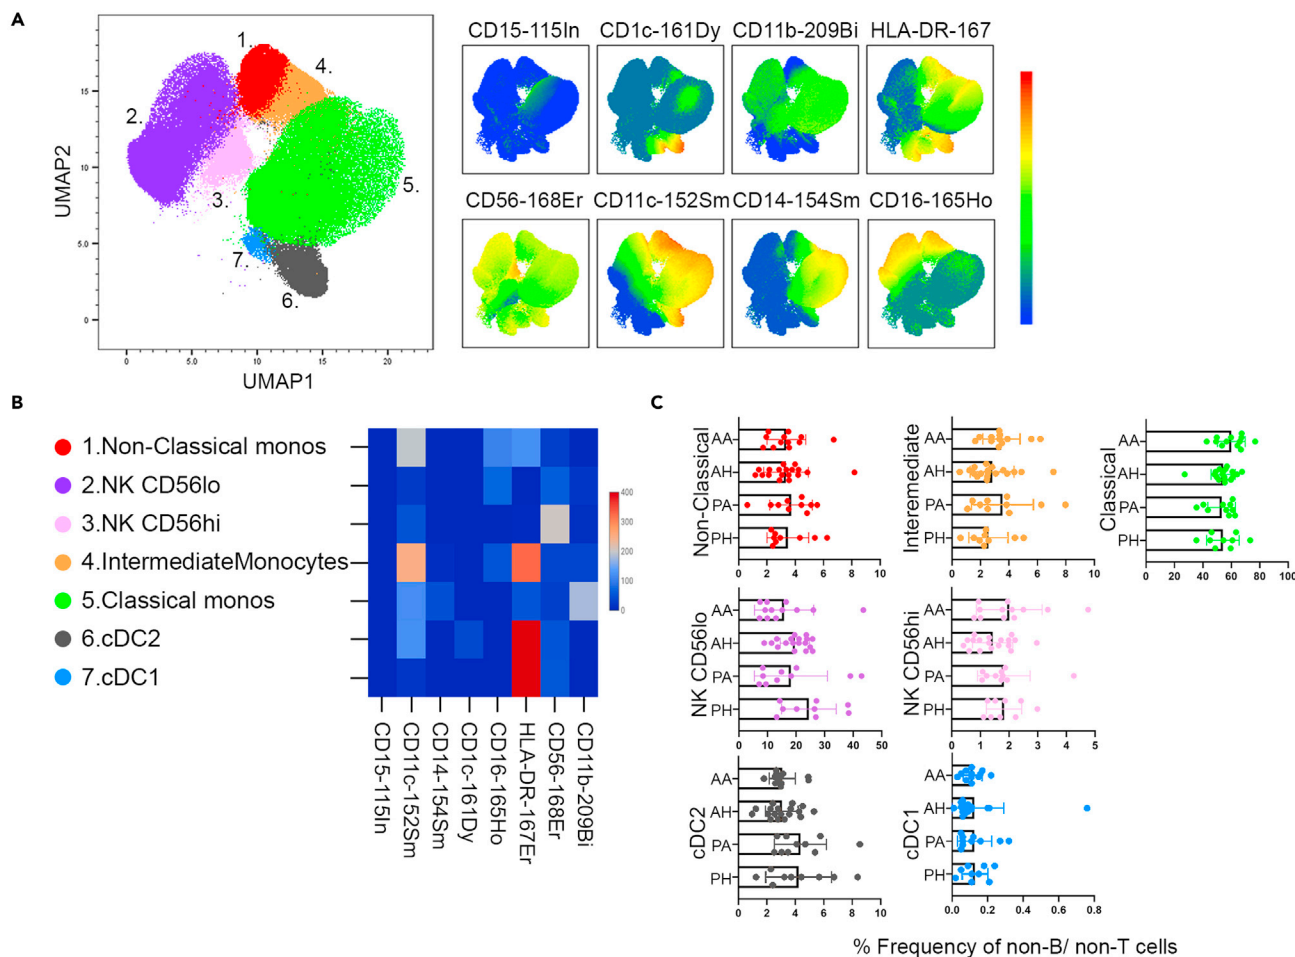 A
1.
4.
2.
3.
5.
7.
6.
15
10
5.0
0
0
5.0
10
15
20
UMAP2
UMAP1
CD15-115In CD1c-161Dy CD11b-209Bi HLA-DR-167
CD56-168Er CD11c-152Sm CD14-154Sm CD16-165Ho
B
1.Non-Classical monos
2.NK CD56lo
3.NK CD56hi
4.IntermediateMonocytes
5.Classical monos
6.cDC2
7.cDC1
400
300
200
100
0
CD15-115In
CD11c-152Sm
CD14-154Sm
CD1c-161Dy
CD16-165Ho
HLA-DR-167Er
CD56-168Er
CD11b-209Bi
C
Non-Classical
AA
AH
PA
PH
0 2 4 6 8 10
Interemediate
AA
AH
PA
PH
0 2 4 6 8 10
Classical
AA
AH
PA
PH
0 20 40 60 80 100
NK CD56lo
AA
AH
PA
PH
0 10 20 30 40 50
NK CD56hi
AA
AH
PA
PH
0 1 2 3 4 5
cDC2
AA
AH
PA
PH
0 2 4 6 8 10
cDC1
AA
AH
PA
PH
0.0 0.2 0.4 0.6 0.8
% Frequency of non-B/ non-T cells